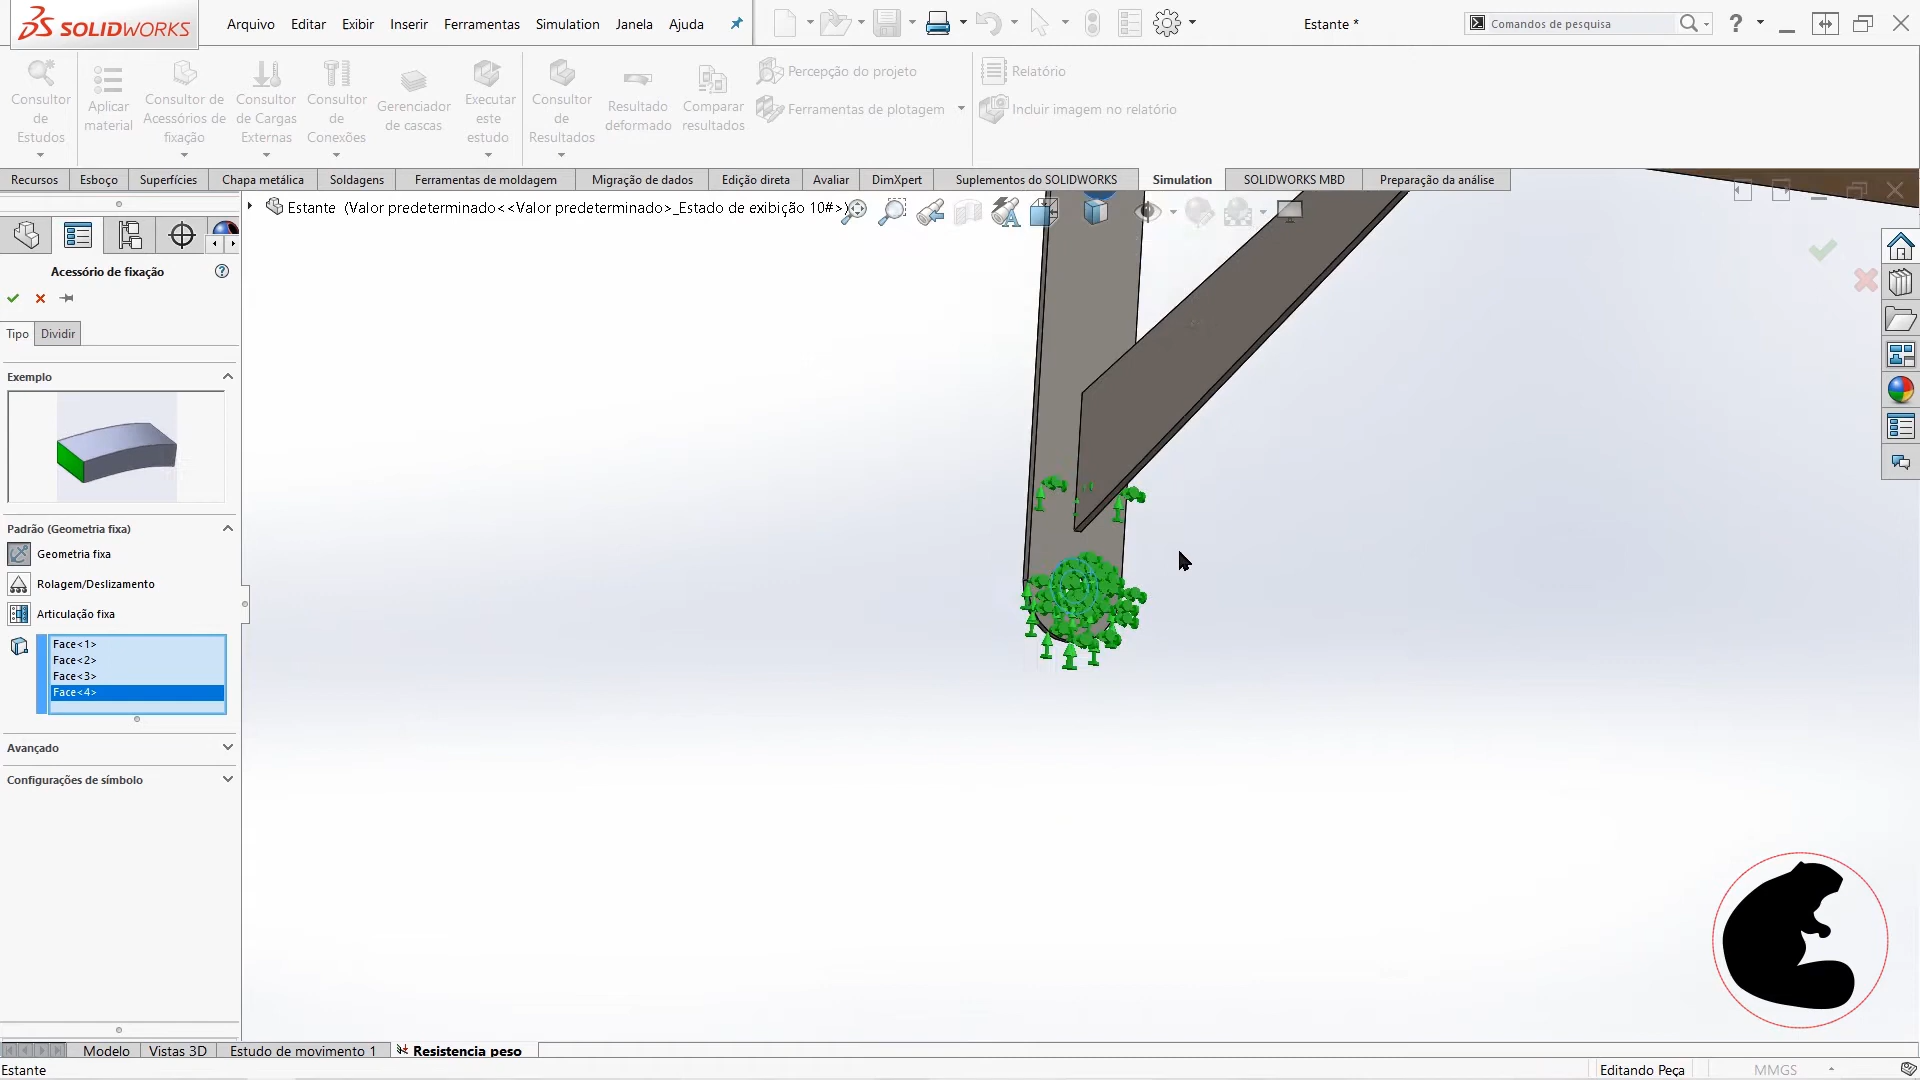 SOLIDWORKS
Arquivo
Editar
Exibir
Inserir
Ferramentas
Simulation
Janela
Ajuda
Estante *
Comandos de pesquisa
?
Consultor de Estudos
Aplicar material
Consultor de Acessórios de fixação
Consultor de Cargas Externas
Consultor de Conexões
Gerenciador de cascas
Executar este estudo
Consultor de Resultados
Resultado deformado
Comparar resultados
Percepção do projeto
Ferramentas de plotagem
Relatório
Incluir imagem no relatório
Recursos
Esboço
Superfícies
Chapa metálica
Soldagens
Ferramentas de moldagem
Migração de dados
Edição direta
Avaliar
DimXpert
Suplementos do SOLIDWORKS
Simulation
SOLIDWORKS MBD
Preparação da análise
Estante (Valor predeterminado<<Valor predeterminado>_Estado de exibição 10#>)
Acessório de fixação
Tipo
Dividir
Exemplo
Padrão (Geometria fixa)
Geometria fixa
Rolagem/Deslizamento
Articulação fixa
Face<1>
Face<2>
Face<3>
Face<4>
Avançado
Configurações de símbolo
Modelo
Vistas 3D
Estudo de movimento 1
Resistencia peso
Estante
Editando Peça
MMGS